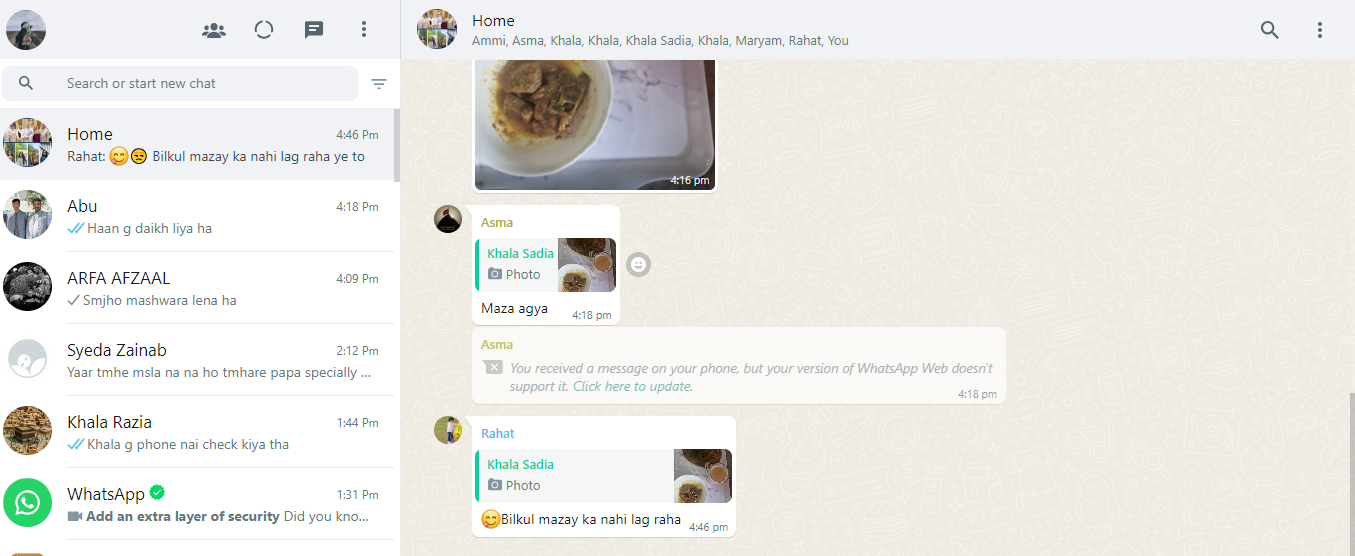 Search or start new chat
Home
4:46 Pm
Rahat: 😋😒 Bilkul mazay ka nahi lag raha ye to
Abu
4:18 PM
Haan g daikh liya ha
ARFA AFZAAL
4:09 Pm
Smjho mashwara lena ha
Syeda Zainab
2:12 Pm
Yaar tmhe msla na na ho tmhare papa specially ...
Khala Razia
1:44 Pm
Khala g phone nai check kiya tha
WhatsApp
1:31 Pm
Add an extra layer of security Did you kno...
Home
Ammi, Asma, Khala, Khala, Khala Sadia, Khala, Maryam, Rahat, You
4:16 pm
Asma
Khala Sadia
Photo
Maza agya
4:18 pm
Asma
You received a message on your phone, but your version of WhatsApp Web doesn't
support it. Click here to update.
4:18 pm
Rahat
Khala Sadia
Photo
😋Bilkul mazay ka nahi lag raha
4:46 pm